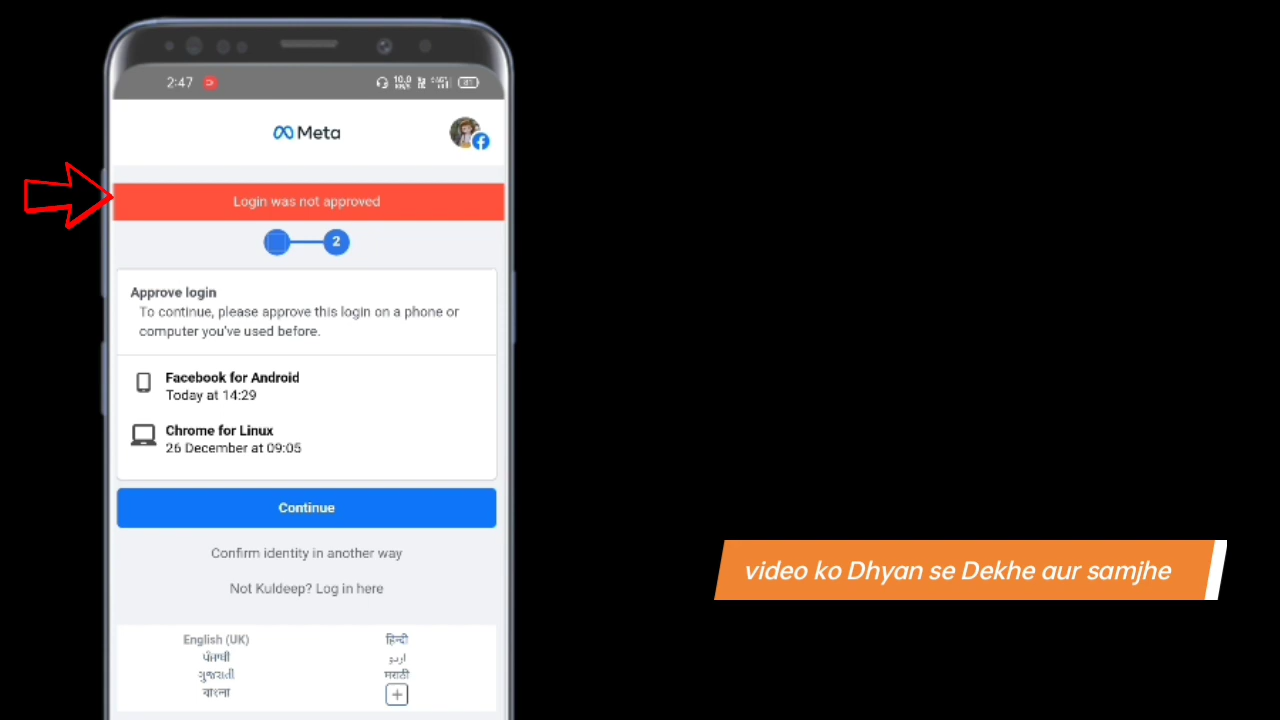 2:47
Meta
Login was not approved
2
Approve login
To continue, please approve this login on a phone or
computer you've used before.
Facebook for Android
Today at 14:29
Chrome for Linux
26 December at 09:05
Continue
Confirm identity in another way
Not Kuldeep? Log in here
English (UK)
हिन्दी
ਪੰਜਾਬੀ
اردو
ગુજરાતી
मराठी
বাংলা
video ko Dhyan se Dekhe aur samjhe